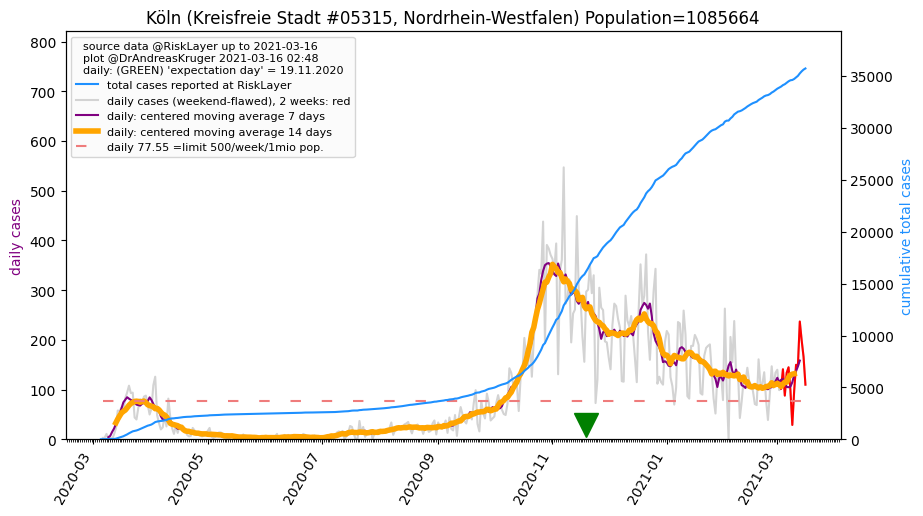 Köln (Kreisfreie Stadt #05315, Nordrhein-Westfalen) Population=1085664
source data @RiskLayer up to 2021-03-16
plot @DrAndreasKruger 2021-03-16 02:48
daily: (GREEN) 'expectation day' = 19.11.2020
total cases reported at RiskLayer
daily cases (weekend-flawed), 2 weeks: red
daily: centered moving average 7 days
daily: centered moving average 14 days
daily 77.55 =limit 500/week/1mio pop.
daily cases
800
700
600
500
400
300
200
100
0
35000
30000
25000
20000
15000
10000
5000
0
cumulative total cases
2020-03
2020-05
2020-07
2020-09
2020-11
2021-01
2021-03